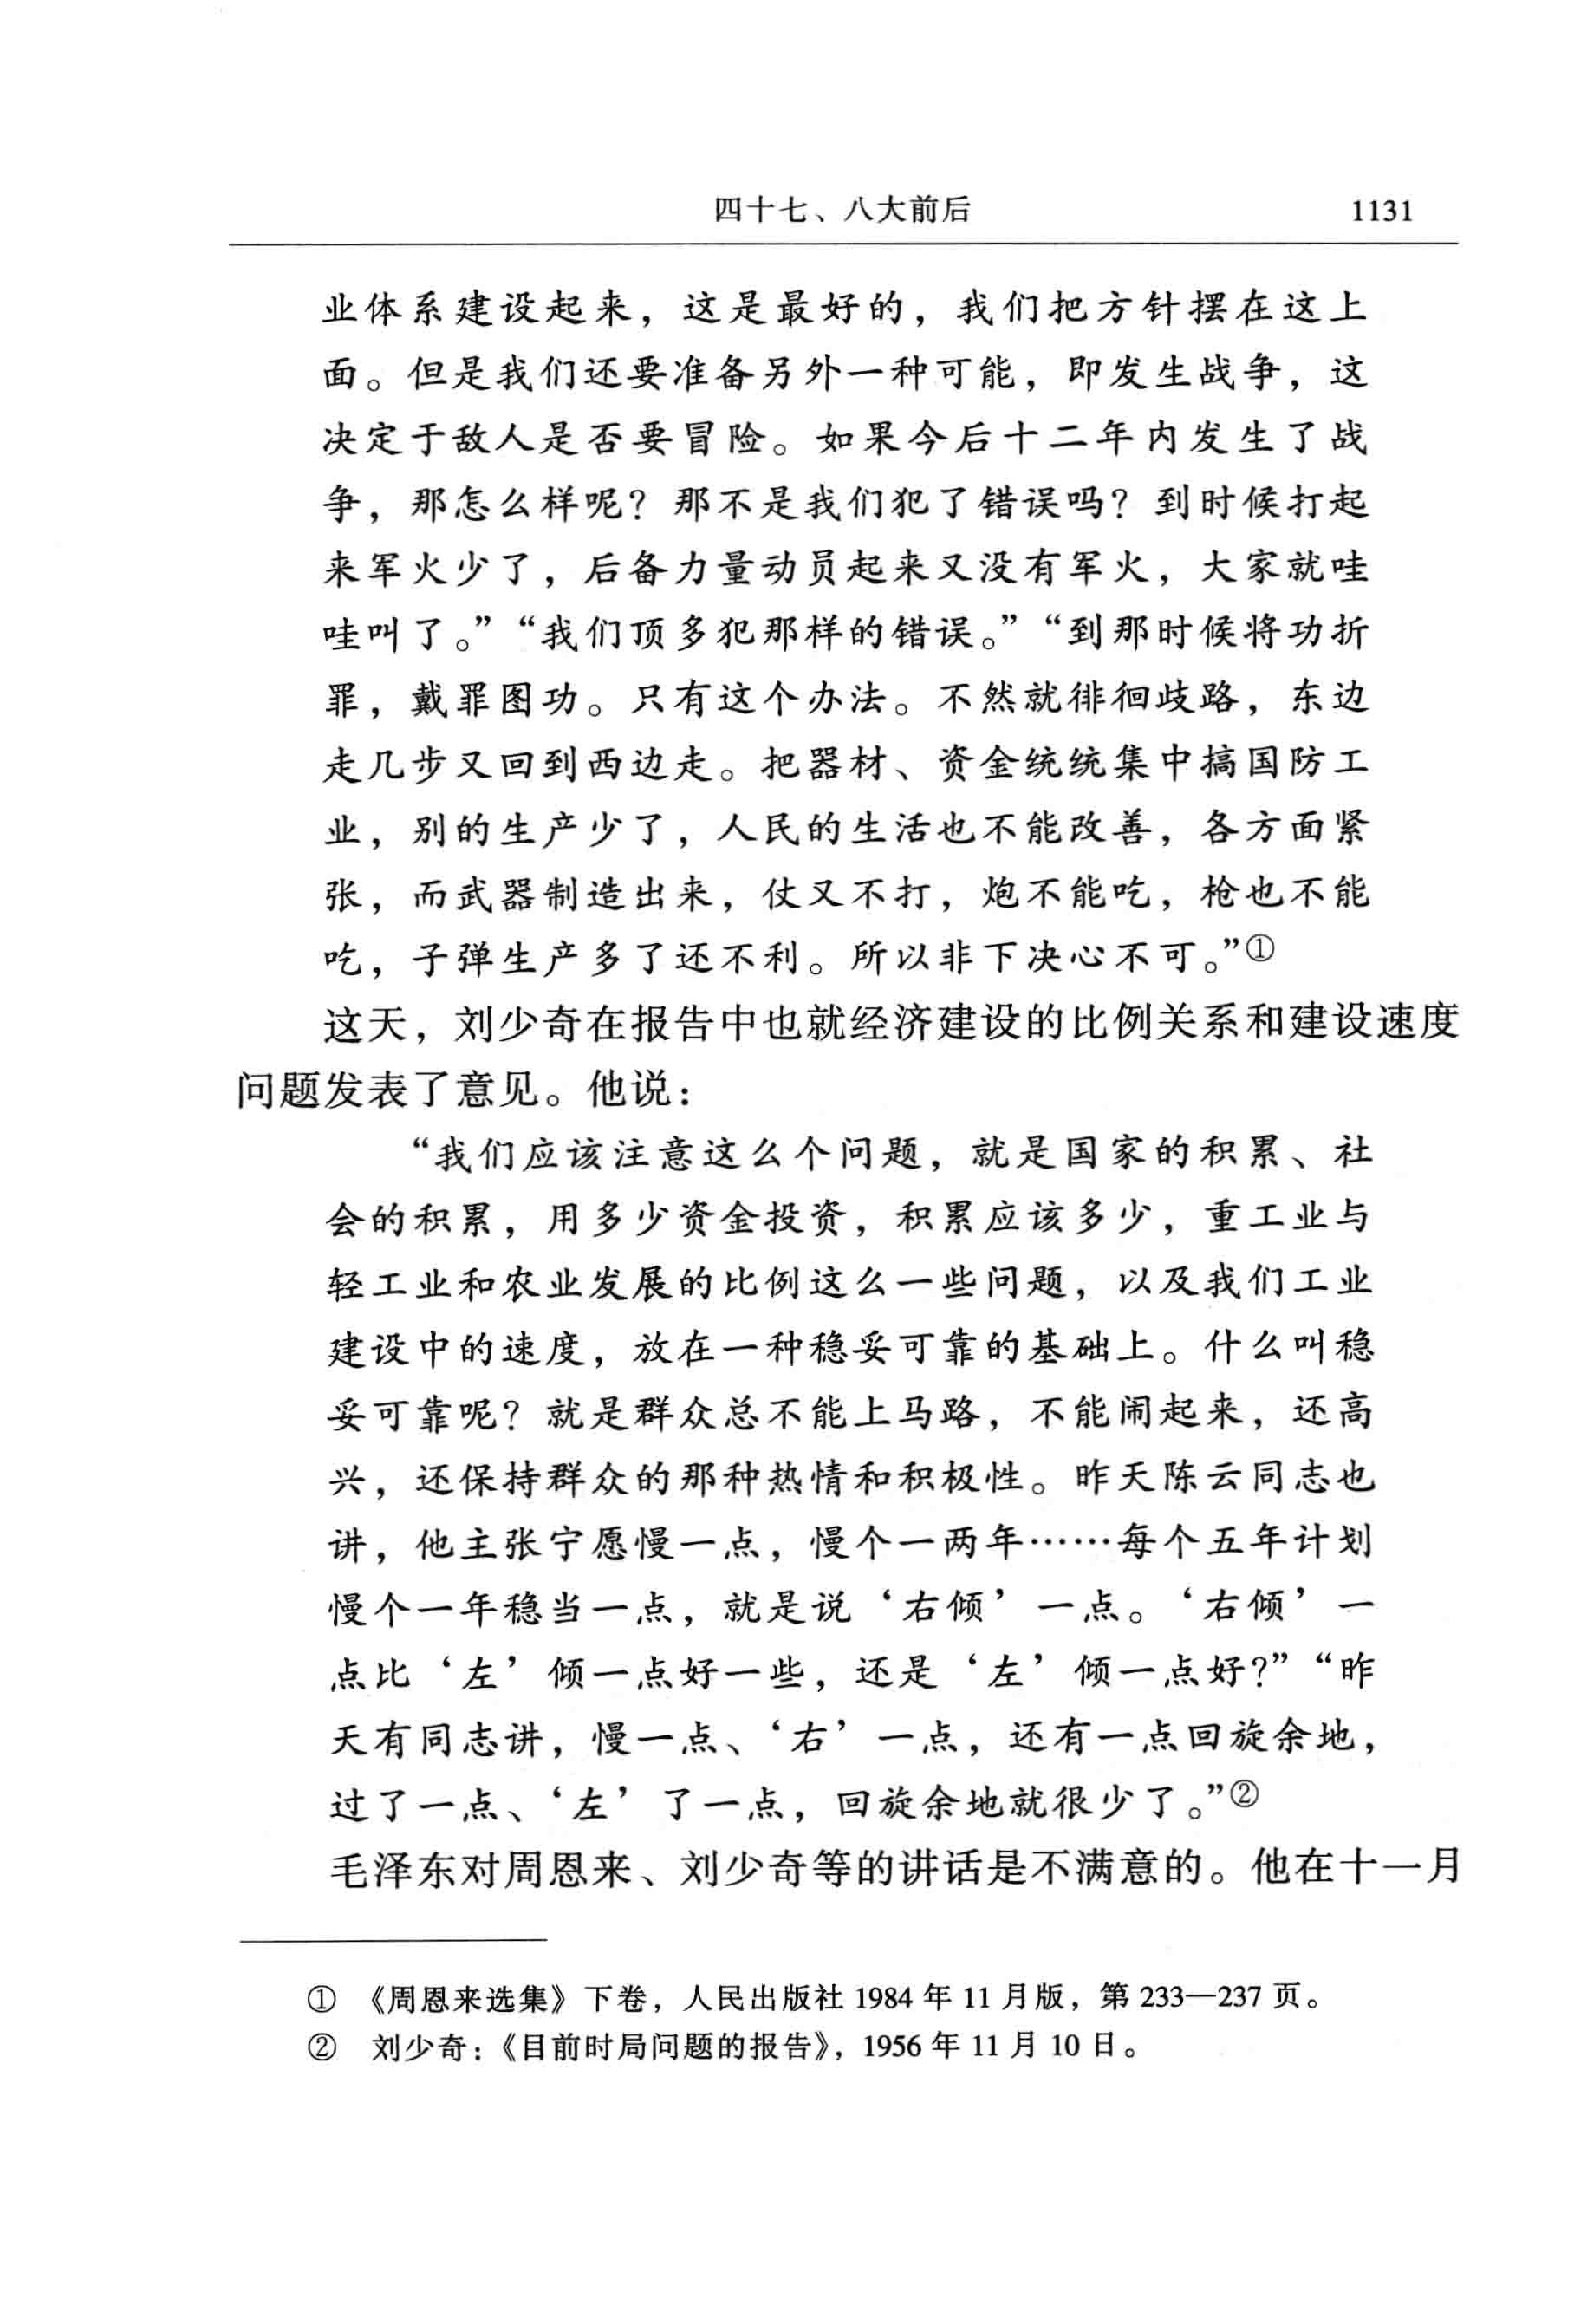 四十七、八大前后 1131
业体系建设起来，这是最好的，我们把方针摆在这上
面。但是我们还要准备另外一种可能，即发生战争，这
决定于敌人是否要冒险。如果今后十二年内发生了战
争，那怎么样呢？那不是我们犯了错误吗？到时候打起
来军火少了，后备力量动员起来又没有军火，大家就哇
哇叫了。”“我们顶多犯那样的错误。”“到那时候将功折
罪，戴罪图功。只有这个办法。不然就徘徊歧路，东边
走几步又回到西边走。把器材、资金统统集中搞国防工
业，别的生产少了，人民的生活也不能改善，各方面紧
张，而武器制造出来，仗又不打，炮不能吃，枪也不能
吃，子弹生产多了还不利。所以非下决心不可。”①
这天，刘少奇在报告中也就经济建设的比例关系和建设速度
问题发表了意见。他说：
“我们应该注意这么个问题，就是国家的积累、社
会的积累，用多少资金投资，积累应该多少，重工业与
轻工业和农业发展的比例这么一些问题，以及我们工业
建设中的速度，放在一种稳妥可靠的基础上。什么叫稳
妥可靠呢？就是群众总不能上马路，不能闹起来，还高
兴，还保持群众的那种热情和积极性。昨天陈云同志也
讲，他主张宁愿慢一点，慢个一两年……每个五年计划
慢个一年稳当一点，就是说‘右倾’一点。‘右倾’一
点比‘左’倾一点好一些，还是‘左’倾一点好？”“昨
天有同志讲，慢一点、‘右’一点，还有一点回旋余地，
过了一点、‘左’了一点，回旋余地就很少了。”②
毛泽东对周恩来、刘少奇等的讲话是不满意的。他在十一月
① 《周恩来选集》下卷，人民出版社 1984 年 11 月版，第 233—237 页。
② 刘少奇：《目前时局问题的报告》，1956 年 11 月 10 日。